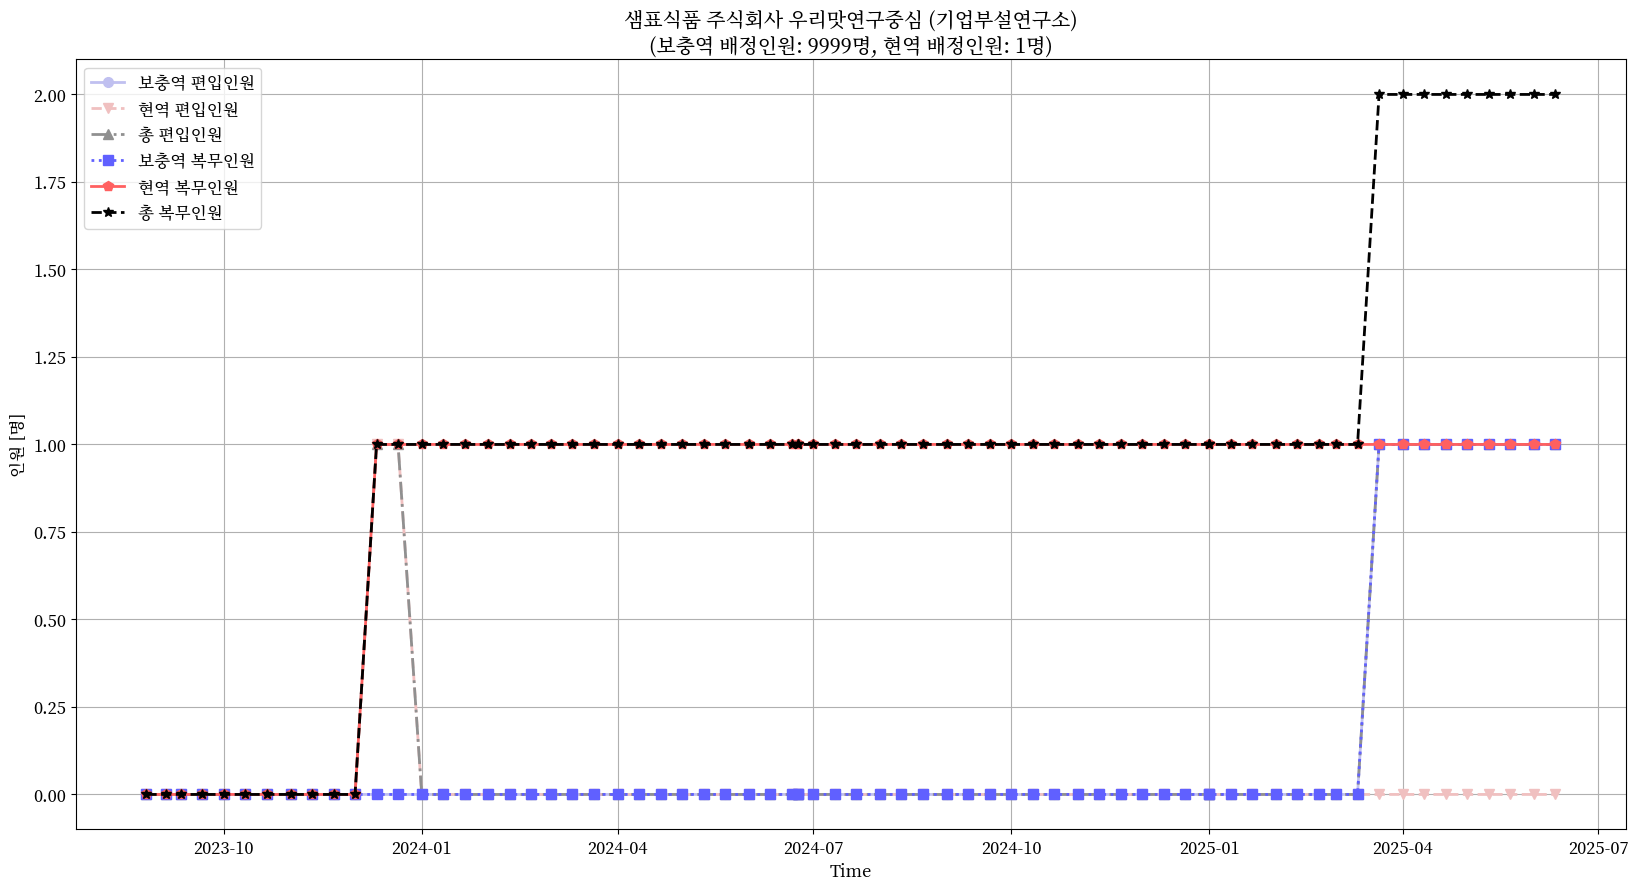 샘표식품 주식회사 우리맛연구중심 (기업부설연구소)
(보충역 배정인원: 9999명, 현역 배정인원: 1명)
보충역 편입인원
현역 편입인원
총 편입인원
보충역 복무인원
현역 복무인원
총 복무인원
2.00
1.75
1.50
1.25
1.00
0.75
0.50
0.25
0.00
인원 [명]
2023-10
2024-01
2024-04
2024-07
2024-10
2025-01
2025-04
2025-07
Time